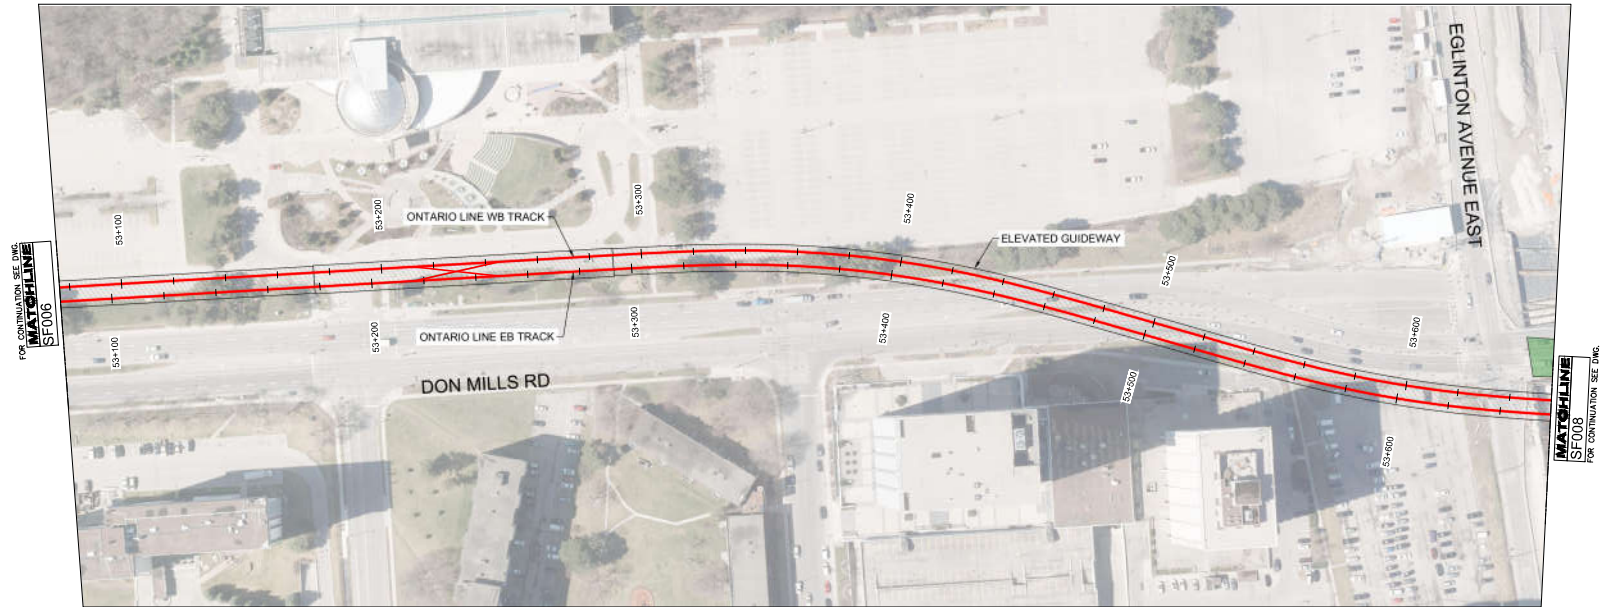 EGLINTON AVENUE EAST
53+100
53+200
53+300
53+400
53+500
53+600
ONTARIO LINE WB TRACK
ELEVATED GUIDEWAY
FOR CONTINUATION SEE DWG.
MATCHLINE
SF006
53+100
53+200
53+300
53+400
53+500
53+600
ONTARIO LINE EB TRACK
DON MILLS RD
MATCHLINE
SF008
FOR CONTINUATION SEE DWG.